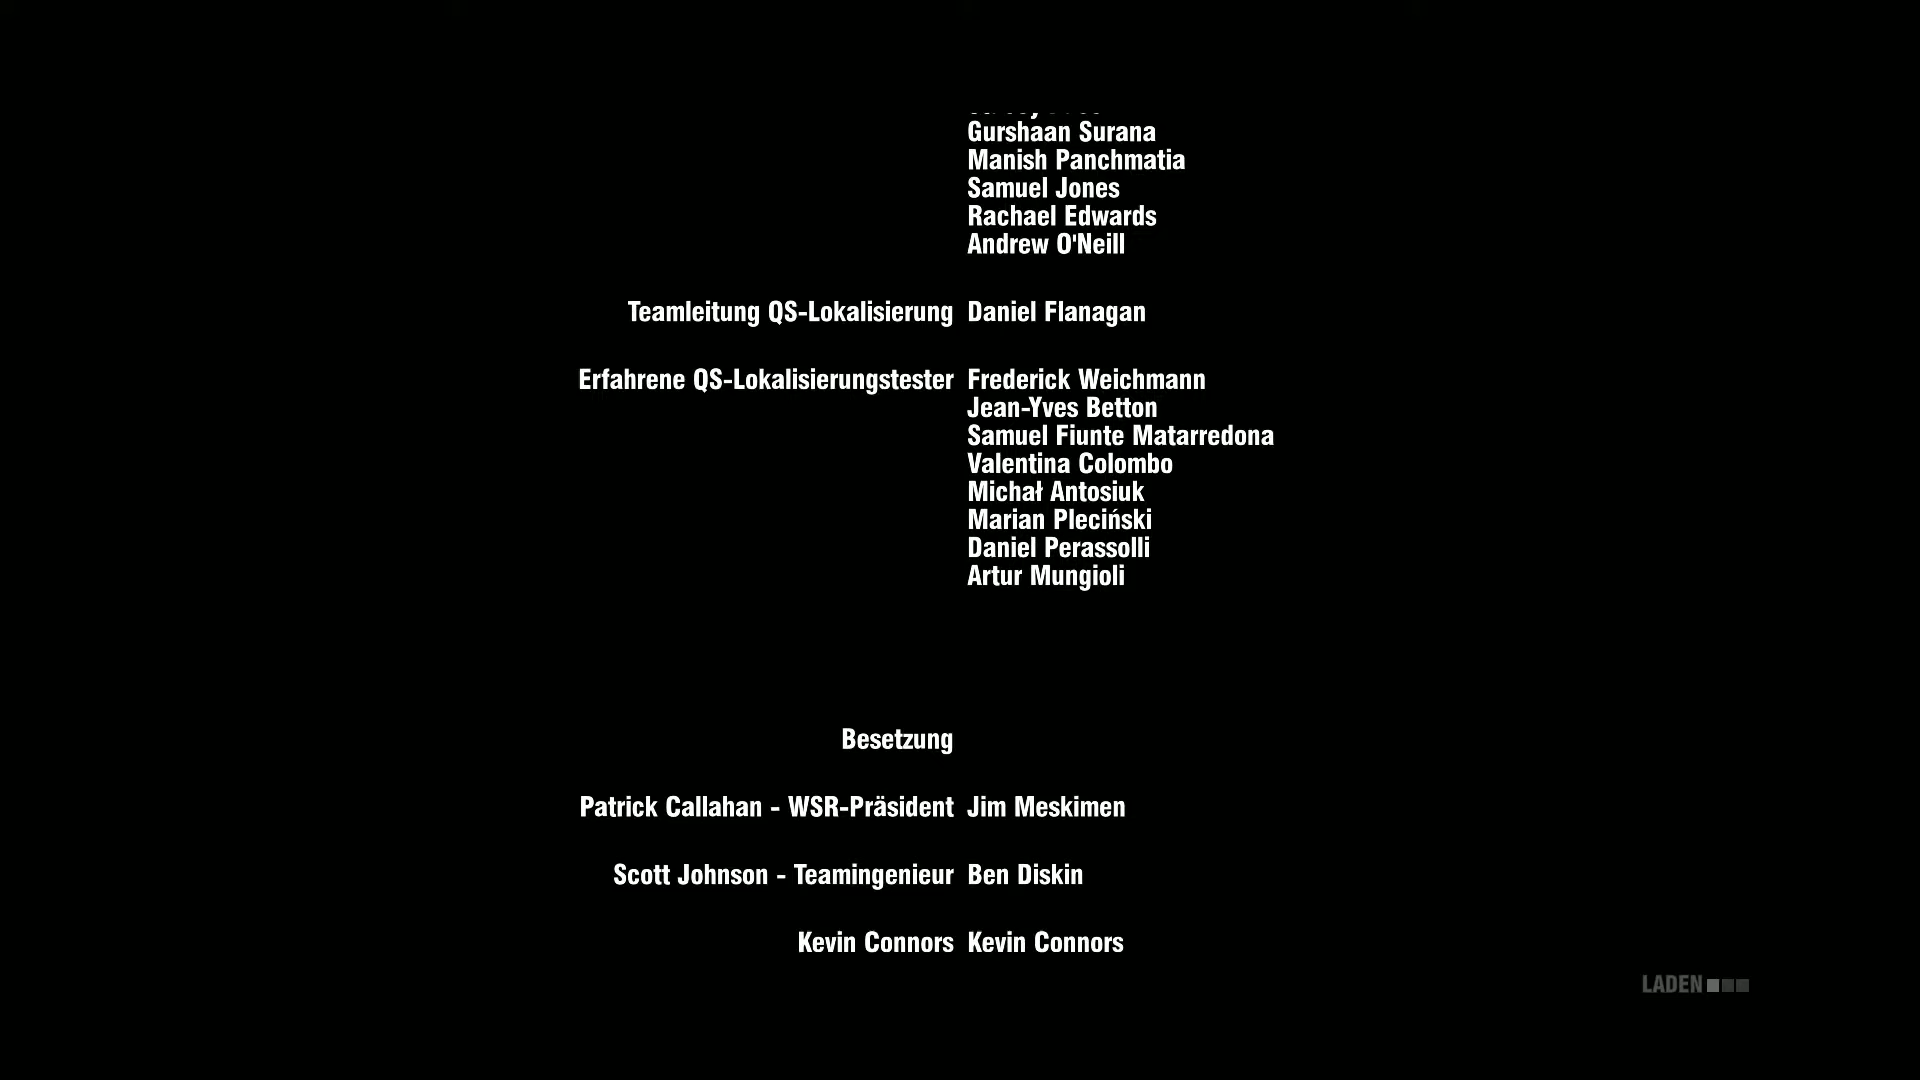 Gurshaan Surana
Manish Panchmatia
Samuel Jones
Rachael Edwards
Andrew O'Neill
Teamleitung QS-Lokalisierung Daniel Flanagan
Erfahrene QS-Lokalisierungstester Frederick Weichmann
Jean-Yves Betton
Samuel Fiunte Matarredona
Valentina Colombo
Michał Antosiuk
Marian Pleciński
Daniel Perassolli
Artur Mungioli
Besetzung
Patrick Callahan - WSR-Präsident Jim Meskimen
Scott Johnson - Teamingenieur Ben Diskin
Kevin Connors Kevin Connors
LADEN